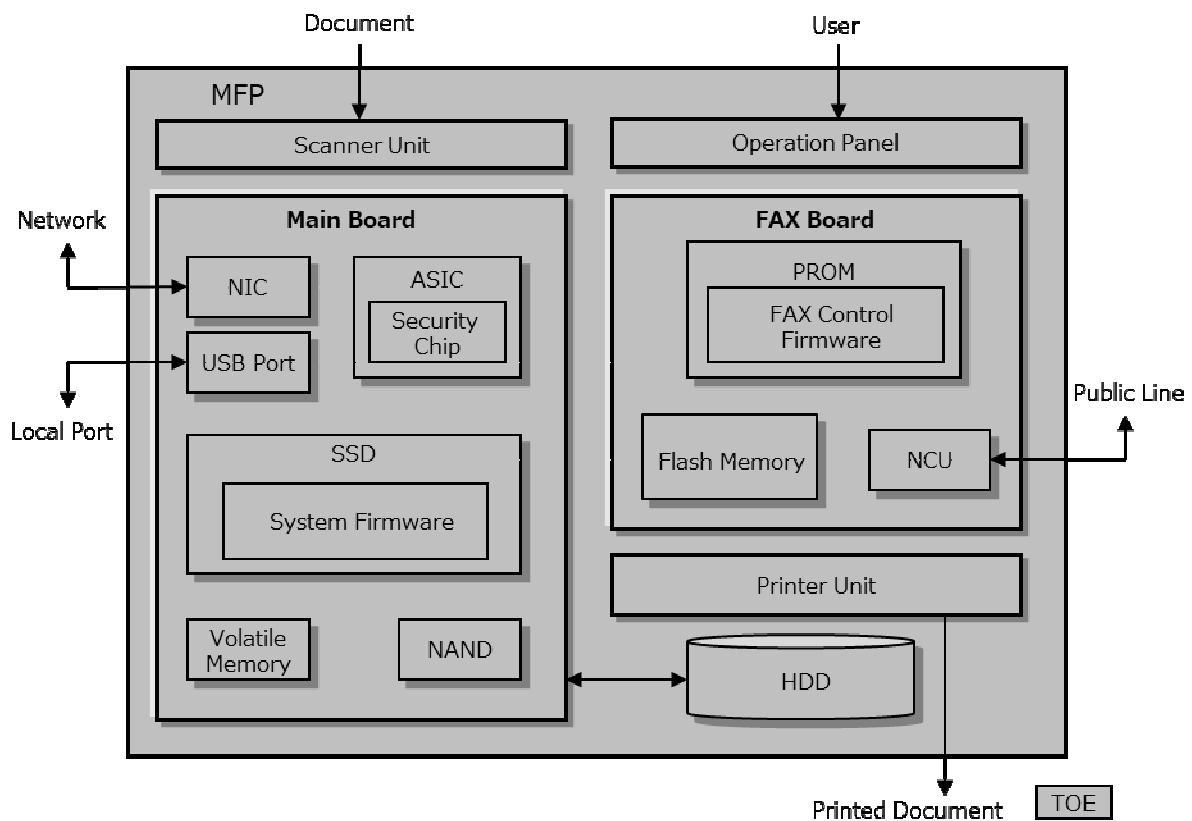 Document
User
MFP
Scanner Unit
Operation Panel
Network
Main Board
NIC
ASIC
Security
Chip
USB Port
Local Port
SSD
System Firmware
Volatile
Memory
NAND
FAX Board
PROM
FAX Control
Firmware
Public Line
Flash Memory
NCU
Printer Unit
HDD
Printed Document
TOE